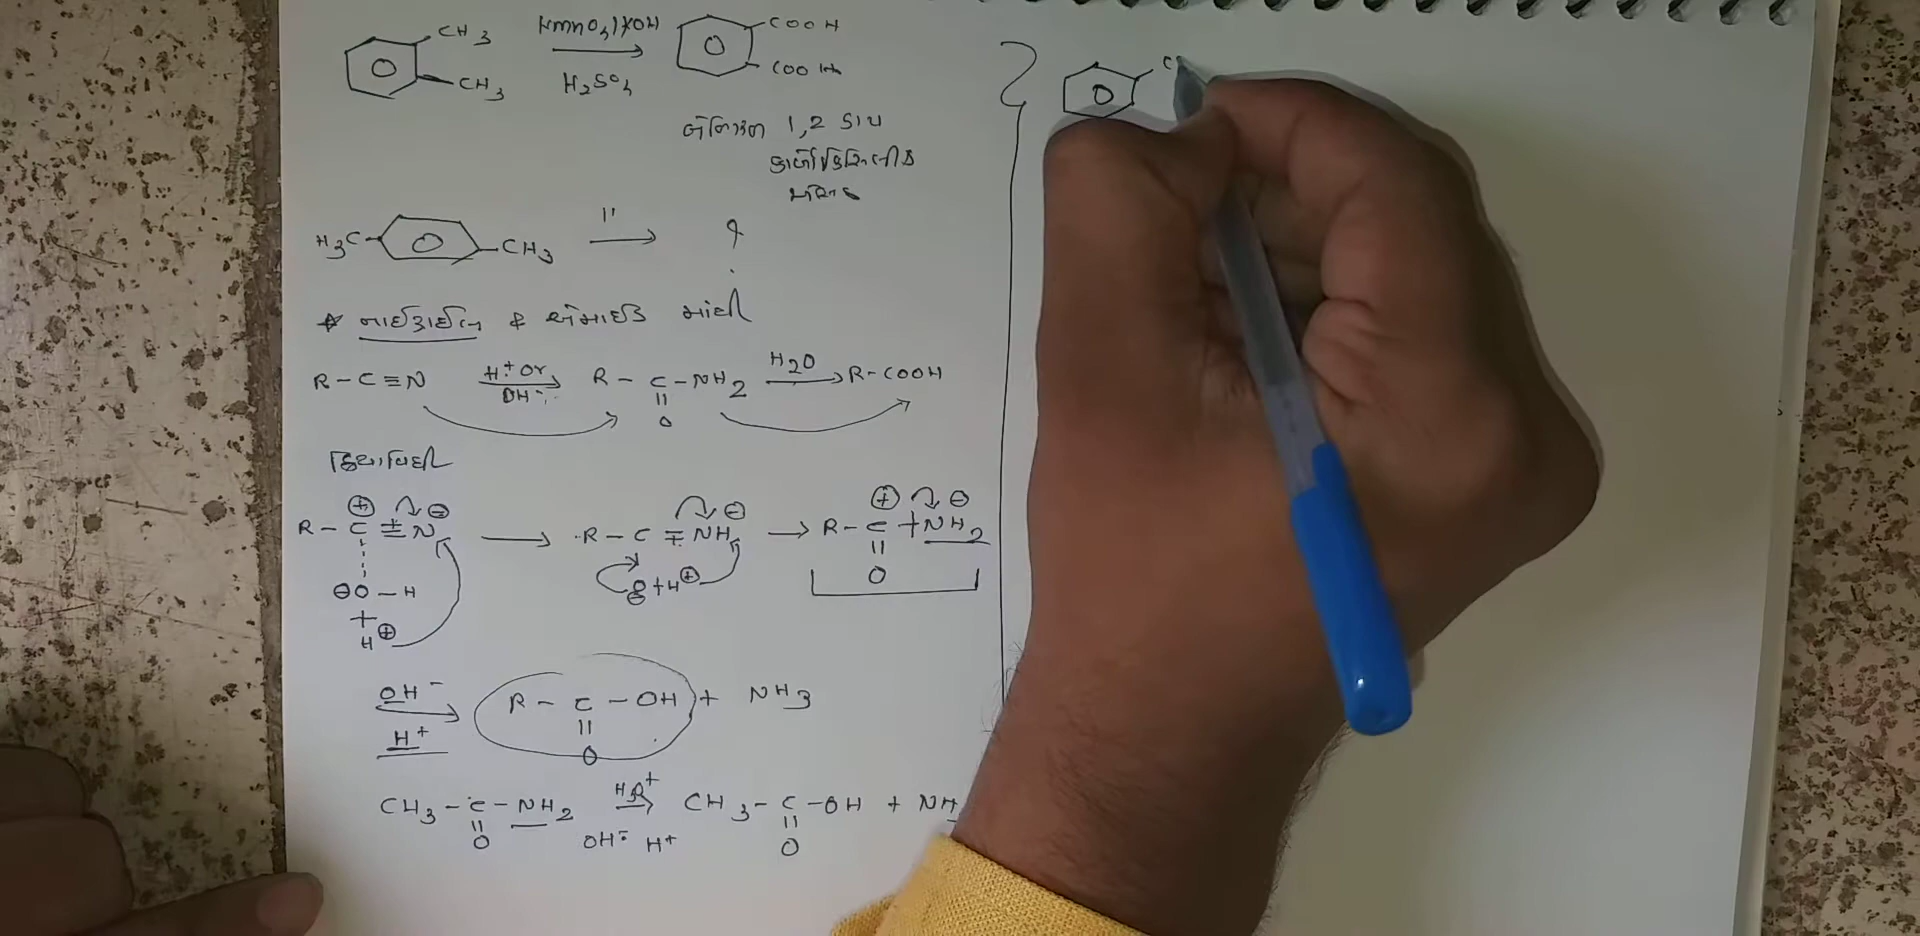 CH3 KMnO4/KOH COOH
CH3 H2SO4 COOH
બેન્ઝિન 1,2 ડાય
કાર્બોક્સિલીક
એસિડ
H3C CH3 " → ?
* નાઈટ્રાઈલ & એમાઈડ માંથી
R-C≡N H+ or OH- → R-C-NH2 H2O → R-COOH
O
ક્રિયાવિધી
⊕ ⊖ ⊖ ⊕ ⊖
R-C≡N → R-C=NH → R-C+NH2
⊖O-H O
+
H⊕
OH-
H+ R-C-OH + NH3
O
CH3-C-NH2 H3O+ → CH3-C-OH + NH
O OH- H+ O
C